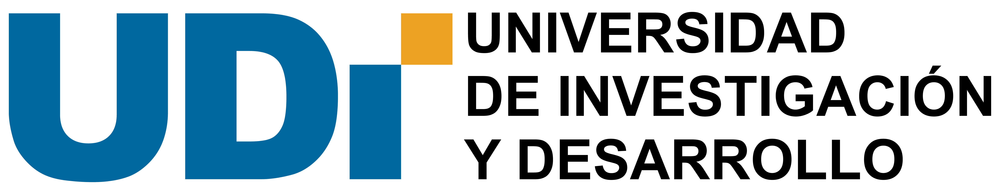 UDi
UNIVERSIDAD
DE INVESTIGACIÓN
Y DESARROLLO